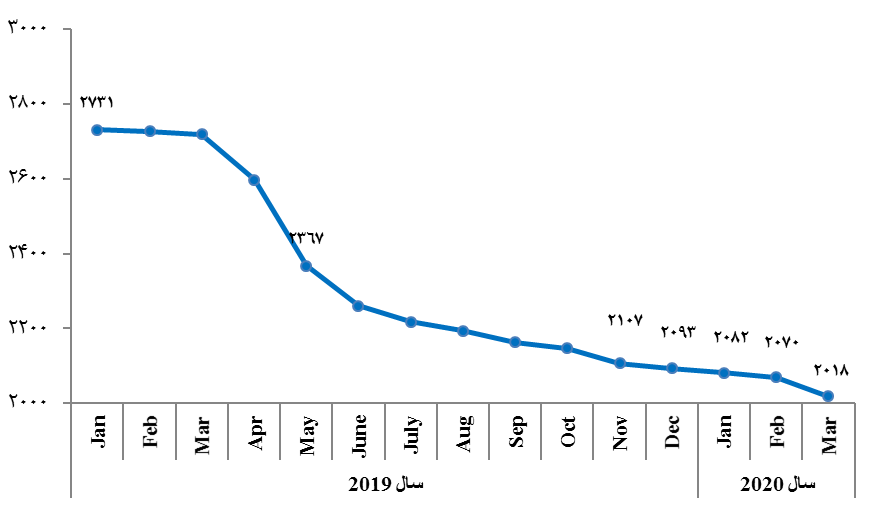 ۳۰۰۰
۲۸۰۰
۲۶۰۰
۲۴۰۰
۲۲۰۰
۲۰۰۰
۲۷۳۱
۲۳۶۷
۲۱۰۷
۲۰۹۳
۲۰۸۲
۲۰۷۰
۲۰۱۸
Jan
Feb
Mar
Apr
May
June
July
Aug
Sep
Oct
Nov
Dec
Jan
Feb
Mar
سال 2019
سال 2020